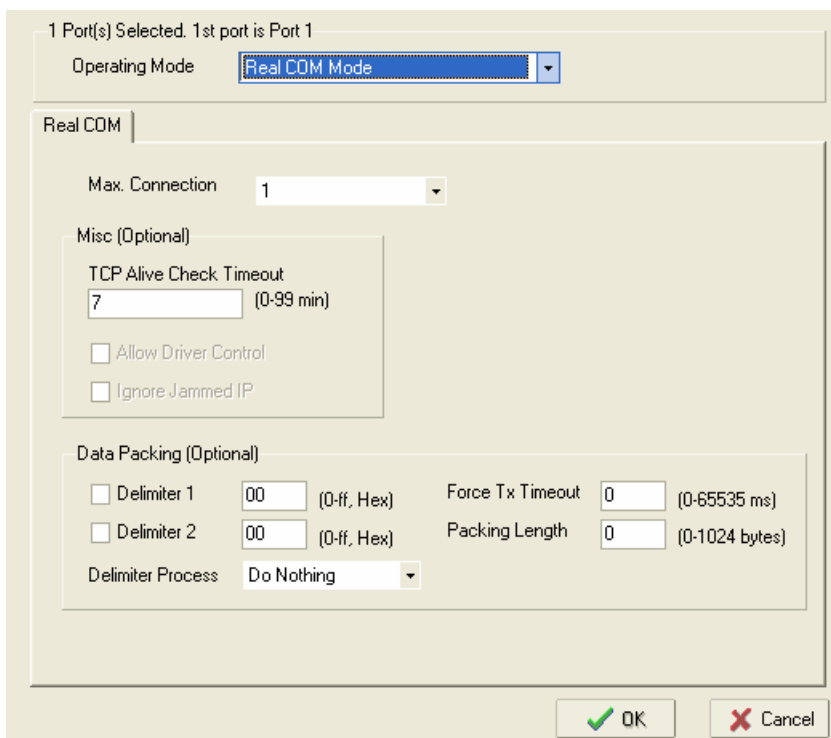 1 Port(s) Selected. 1st port is Port 1
Operating Mode Real COM Mode
Real COM
Max. Connection 1
Misc (Optional)
TCP Alive Check Timeout
7 (0-99 min)
Allow Driver Control
Ignore Jammed IP
Data Packing (Optional)
Delimiter 1 00 (0-ff, Hex) Force Tx Timeout 0 (0-65535 ms)
Delimiter 2 00 (0-ff, Hex) Packing Length 0 (0-1024 bytes)
Delimiter Process Do Nothing
OK Cancel